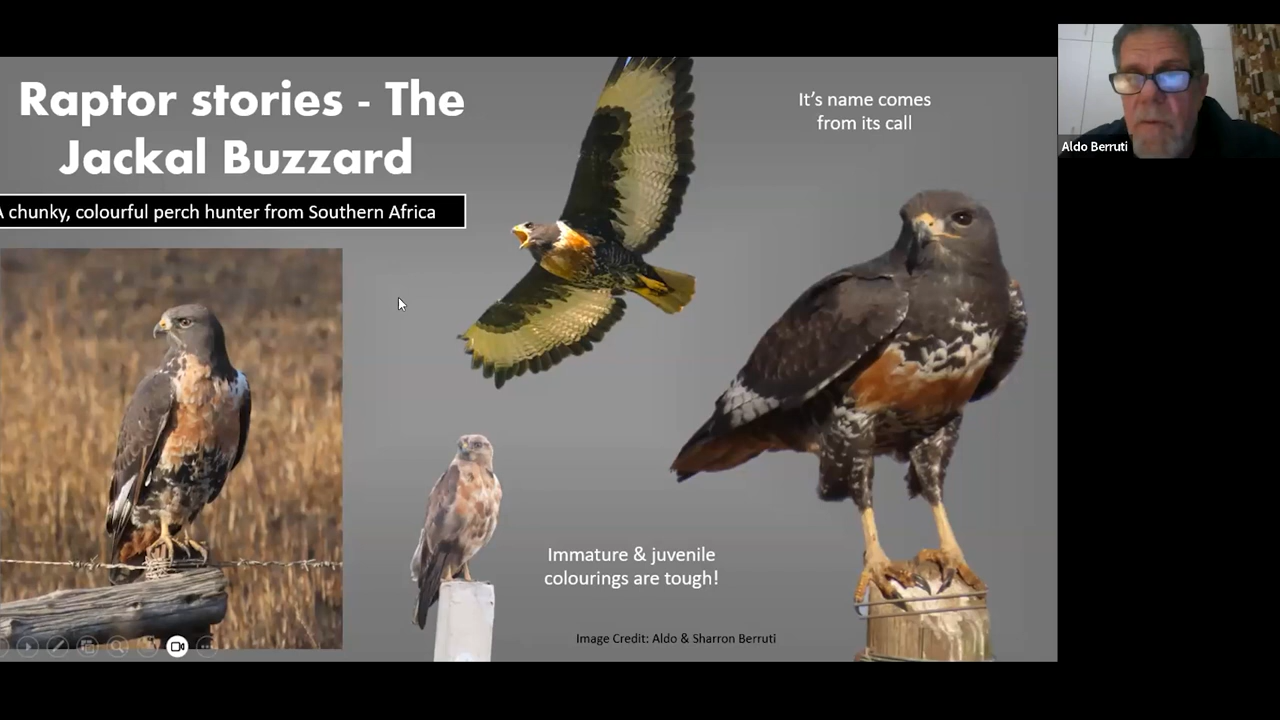 Raptor stories - The
Jackal Buzzard
A chunky, colourful perch hunter from Southern Africa
It's name comes
from its call
Aldo Berruti
Immature & juvenile
colourings are tough!
Image Credit: Aldo & Sharron Berruti